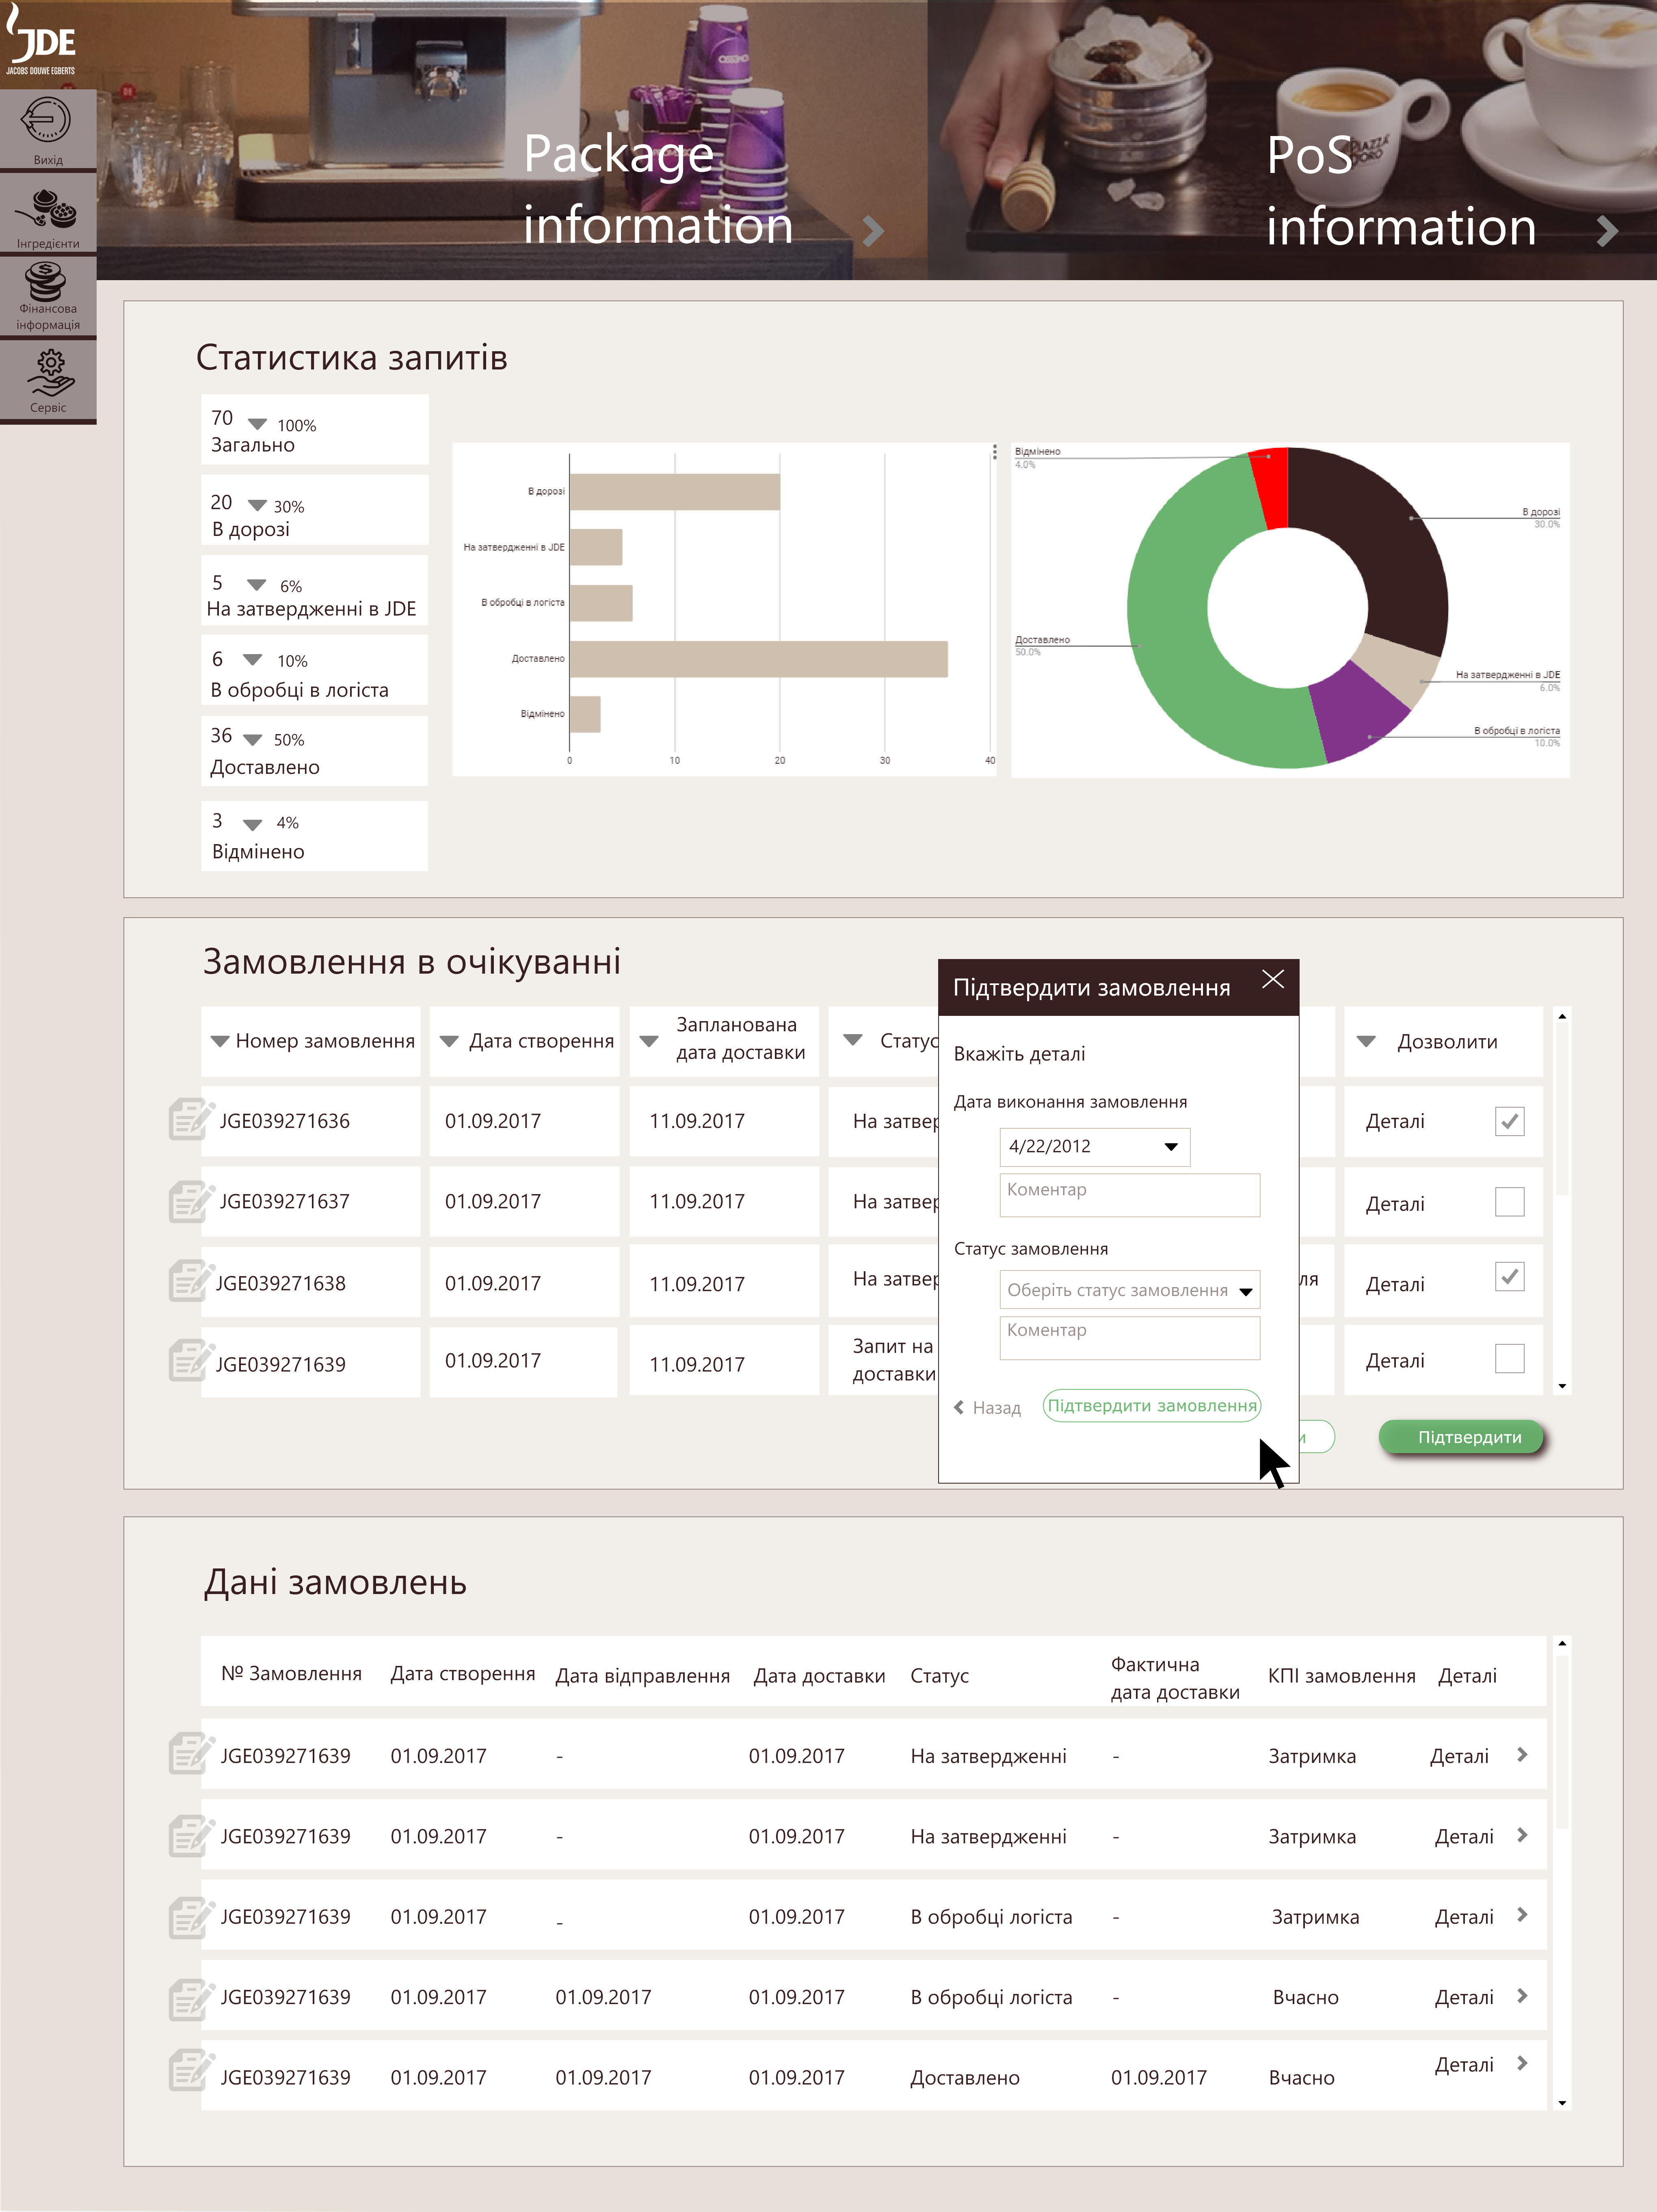 JDE
JACOBS DOUWE EGBERTS
Вихід
Інгредієнти
Фінансова
інформація
Сервіс
Package
information
PIAZZA
D'ORO
PoS
information
Статистика запитів
70 100%
Загально
20 30%
В дорозі
5 6%
На затвердженні в JDE
6 10%
В обробці в логіста
36 50%
Доставлено
3 4%
Відмінено
В дорозі
На затвердженні в JDE
В обробці в логіста
Доставлено
Відмінено
0 10 20 30 40
Відмінено
4.0%
В дорозі
30.0%
Доставлено
50.0%
На затвердженні в JDE
6.0%
В обробці в логіста
10.0%
Замовлення в очікуванні
Номер замовлення Дата створення Запланована
дата доставки Статус Дозволити
JGE039271636 01.09.2017 11.09.2017 На затвер Деталі
JGE039271637 01.09.2017 11.09.2017 На затвер Деталі
JGE039271638 01.09.2017 11.09.2017 На затвер ля Деталі
JGE039271639 01.09.2017 11.09.2017 Запит на
доставки Деталі
и Підтвердити
Підтвердити замовлення
Вкажіть деталі
Дата виконання замовлення
4/22/2012
Коментар
Статус замовлення
Оберіть статус замовлення
Коментар
Назад Підтвердити замовлення
Дані замовлень
№ Замовлення Дата створення Дата відправлення Дата доставки Статус Фактична
дата доставки КПІ замовлення Деталі
JGE039271639 01.09.2017 - 01.09.2017 На затвердженні - Затримка Деталі
JGE039271639 01.09.2017 - 01.09.2017 На затвердженні - Затримка Деталі
JGE039271639 01.09.2017 - 01.09.2017 В обробці логіста - Затримка Деталі
JGE039271639 01.09.2017 01.09.2017 01.09.2017 В обробці логіста - Вчасно Деталі
JGE039271639 01.09.2017 01.09.2017 01.09.2017 Доставлено 01.09.2017 Вчасно Деталі